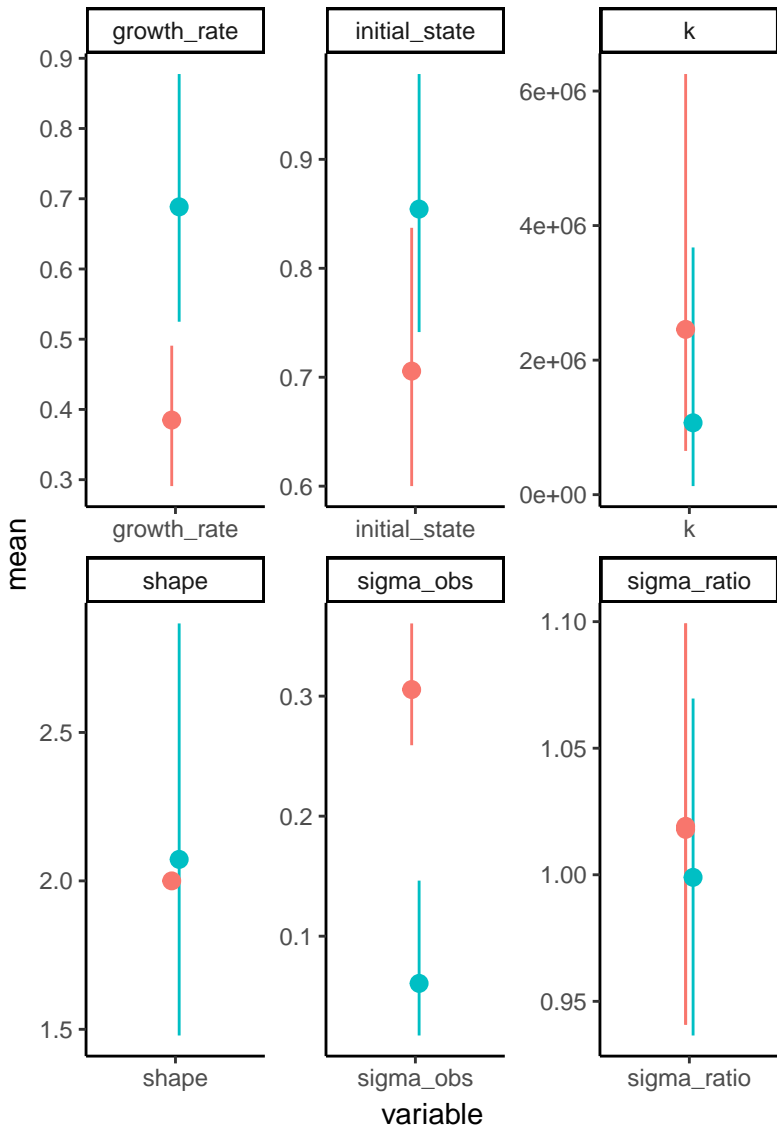 growth_rate
initial_state
k
0.9
0.8
0.7
0.6
0.5
0.4
0.3
0.9
0.8
0.7
0.6
6e+06
4e+06
2e+06
0e+00
growth_rate
initial_state
k
mean
shape
sigma_obs
sigma_ratio
2.5
2.0
1.5
0.3
0.2
0.1
1.10
1.05
1.00
0.95
shape
sigma_obs
sigma_ratio
variable